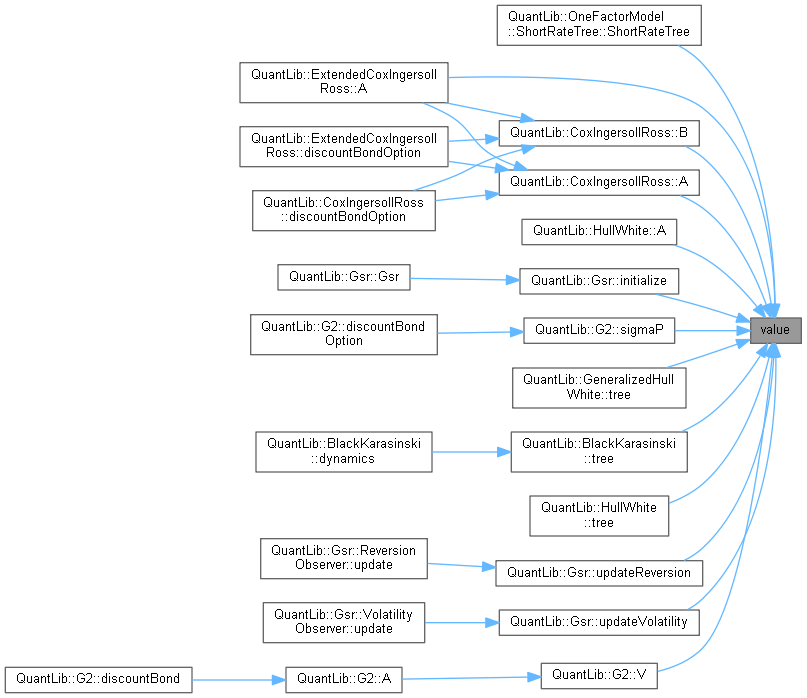 QuantLib::OneFactorModel
::ShortRateTree::ShortRateTree
QuantLib::ExtendedCoxIngersoll
Ross::A
QuantLib::CoxIngersollRoss::B
QuantLib::ExtendedCoxIngersoll
Ross::discountBondOption
QuantLib::CoxIngersollRoss::A
QuantLib::CoxIngersollRoss
::discountBondOption
QuantLib::HullWhite::A
QuantLib::Gsr::Gsr
QuantLib::Gsr::initialize
QuantLib::G2::discountBond
Option
QuantLib::G2::sigmaP
value
QuantLib::GeneralizedHull
White::tree
QuantLib::BlackKarasinski
::dynamics
QuantLib::BlackKarasinski
::tree
QuantLib::HullWhite
::tree
QuantLib::Gsr::Reversion
Observer::update
QuantLib::Gsr::updateReversion
QuantLib::Gsr::Volatility
Observer::update
QuantLib::Gsr::updateVolatility
QuantLib::G2::discountBond
QuantLib::G2::A
QuantLib::G2::V